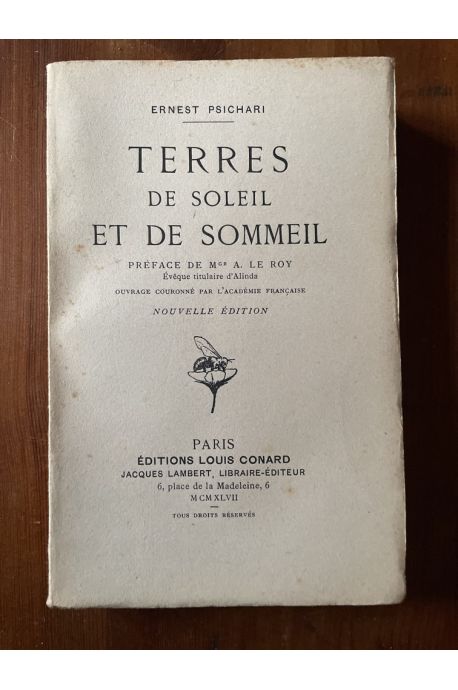 ERNEST PSICHARI
TERRES
DE SOLEIL
ET DE SOMMEIL
PRÉFACE DE MGR A. LE ROY
Évêque titulaire d'Alinda
OUVRAGE COURONNÉ PAR L'ACADÉMIE FRANÇAISE
NOUVELLE ÉDITION
PARIS
ÉDITIONS LOUIS CONARD
JACQUES LAMBERT, LIBRAIRE-ÉDITEUR
6, place de la Madeleine, 6
MCMXLVII
TOUS DROITS RÉSERVÉS